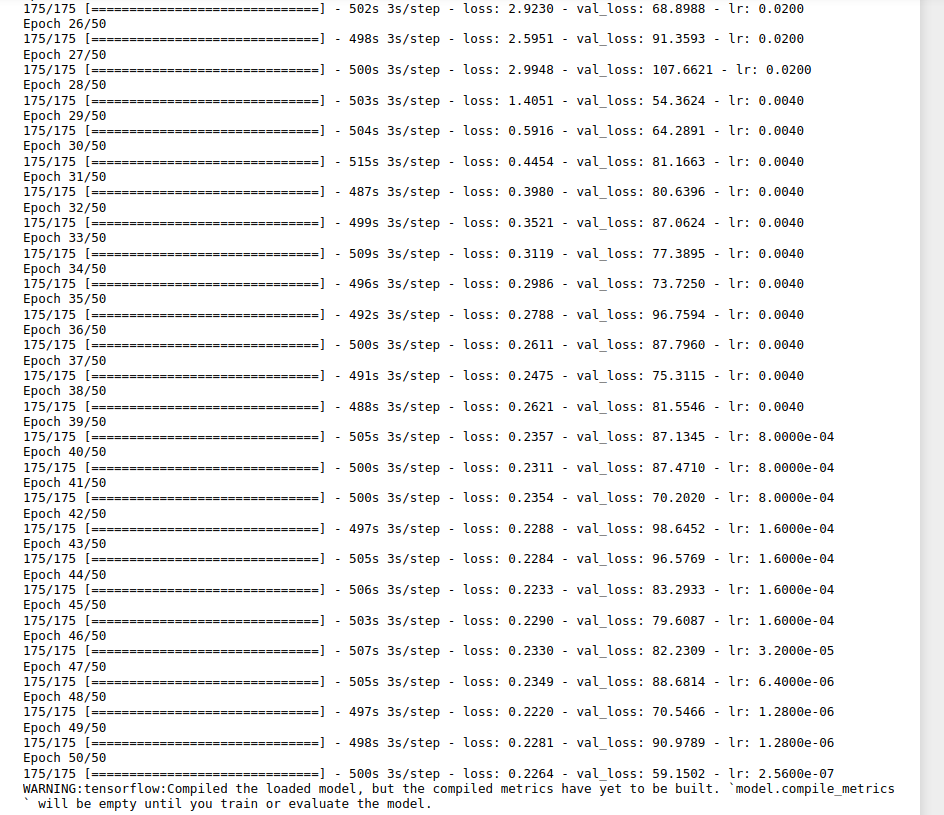 175/175 [==============================] - 502s 3s/step - loss: 2.9230 - val_loss: 68.8988 - lr: 0.0200
Epoch 26/50
175/175 [==============================] - 498s 3s/step - loss: 2.5951 - val_loss: 91.3593 - lr: 0.0200
Epoch 27/50
175/175 [==============================] - 500s 3s/step - loss: 2.9948 - val_loss: 107.6621 - lr: 0.0200
Epoch 28/50
175/175 [==============================] - 503s 3s/step - loss: 1.4051 - val_loss: 54.3624 - lr: 0.0040
Epoch 29/50
175/175 [==============================] - 504s 3s/step - loss: 0.5916 - val_loss: 64.2891 - lr: 0.0040
Epoch 30/50
175/175 [==============================] - 515s 3s/step - loss: 0.4454 - val_loss: 81.1663 - lr: 0.0040
Epoch 31/50
175/175 [==============================] - 487s 3s/step - loss: 0.3980 - val_loss: 80.6396 - lr: 0.0040
Epoch 32/50
175/175 [==============================] - 499s 3s/step - loss: 0.3521 - val_loss: 87.0624 - lr: 0.0040
Epoch 33/50
175/175 [==============================] - 509s 3s/step - loss: 0.3119 - val_loss: 77.3895 - lr: 0.0040
Epoch 34/50
175/175 [==============================] - 496s 3s/step - loss: 0.2986 - val_loss: 73.7250 - lr: 0.0040
Epoch 35/50
175/175 [==============================] - 492s 3s/step - loss: 0.2788 - val_loss: 96.7594 - lr: 0.0040
Epoch 36/50
175/175 [==============================] - 500s 3s/step - loss: 0.2611 - val_loss: 87.7960 - lr: 0.0040
Epoch 37/50
175/175 [==============================] - 491s 3s/step - loss: 0.2475 - val_loss: 75.3115 - lr: 0.0040
Epoch 38/50
175/175 [==============================] - 488s 3s/step - loss: 0.2621 - val_loss: 81.5546 - lr: 0.0040
Epoch 39/50
175/175 [==============================] - 505s 3s/step - loss: 0.2357 - val_loss: 87.1345 - lr: 8.0000e-04
Epoch 40/50
175/175 [==============================] - 500s 3s/step - loss: 0.2311 - val_loss: 87.4710 - lr: 8.0000e-04
Epoch 41/50
175/175 [==============================] - 500s 3s/step - loss: 0.2354 - val_loss: 70.2020 - lr: 8.0000e-04
Epoch 42/50
175/175 [==============================] - 497s 3s/step - loss: 0.2288 - val_loss: 98.6452 - lr: 1.6000e-04
Epoch 43/50
175/175 [==============================] - 505s 3s/step - loss: 0.2284 - val_loss: 96.5769 - lr: 1.6000e-04
Epoch 44/50
175/175 [==============================] - 506s 3s/step - loss: 0.2233 - val_loss: 83.2933 - lr: 1.6000e-04
Epoch 45/50
175/175 [==============================] - 503s 3s/step - loss: 0.2290 - val_loss: 79.6087 - lr: 1.6000e-04
Epoch 46/50
175/175 [==============================] - 507s 3s/step - loss: 0.2330 - val_loss: 82.2309 - lr: 3.2000e-05
Epoch 47/50
175/175 [==============================] - 505s 3s/step - loss: 0.2349 - val_loss: 88.6814 - lr: 6.4000e-06
Epoch 48/50
175/175 [==============================] - 497s 3s/step - loss: 0.2220 - val_loss: 70.5466 - lr: 1.2800e-06
Epoch 49/50
175/175 [==============================] - 498s 3s/step - loss: 0.2281 - val_loss: 90.9789 - lr: 1.2800e-06
Epoch 50/50
175/175 [==============================] - 500s 3s/step - loss: 0.2264 - val_loss: 59.1502 - lr: 2.5600e-07
WARNING:tensorflow:Compiled the loaded model, but the compiled metrics have yet to be built. `model.compile_metrics
` will be empty until you train or evaluate the model.